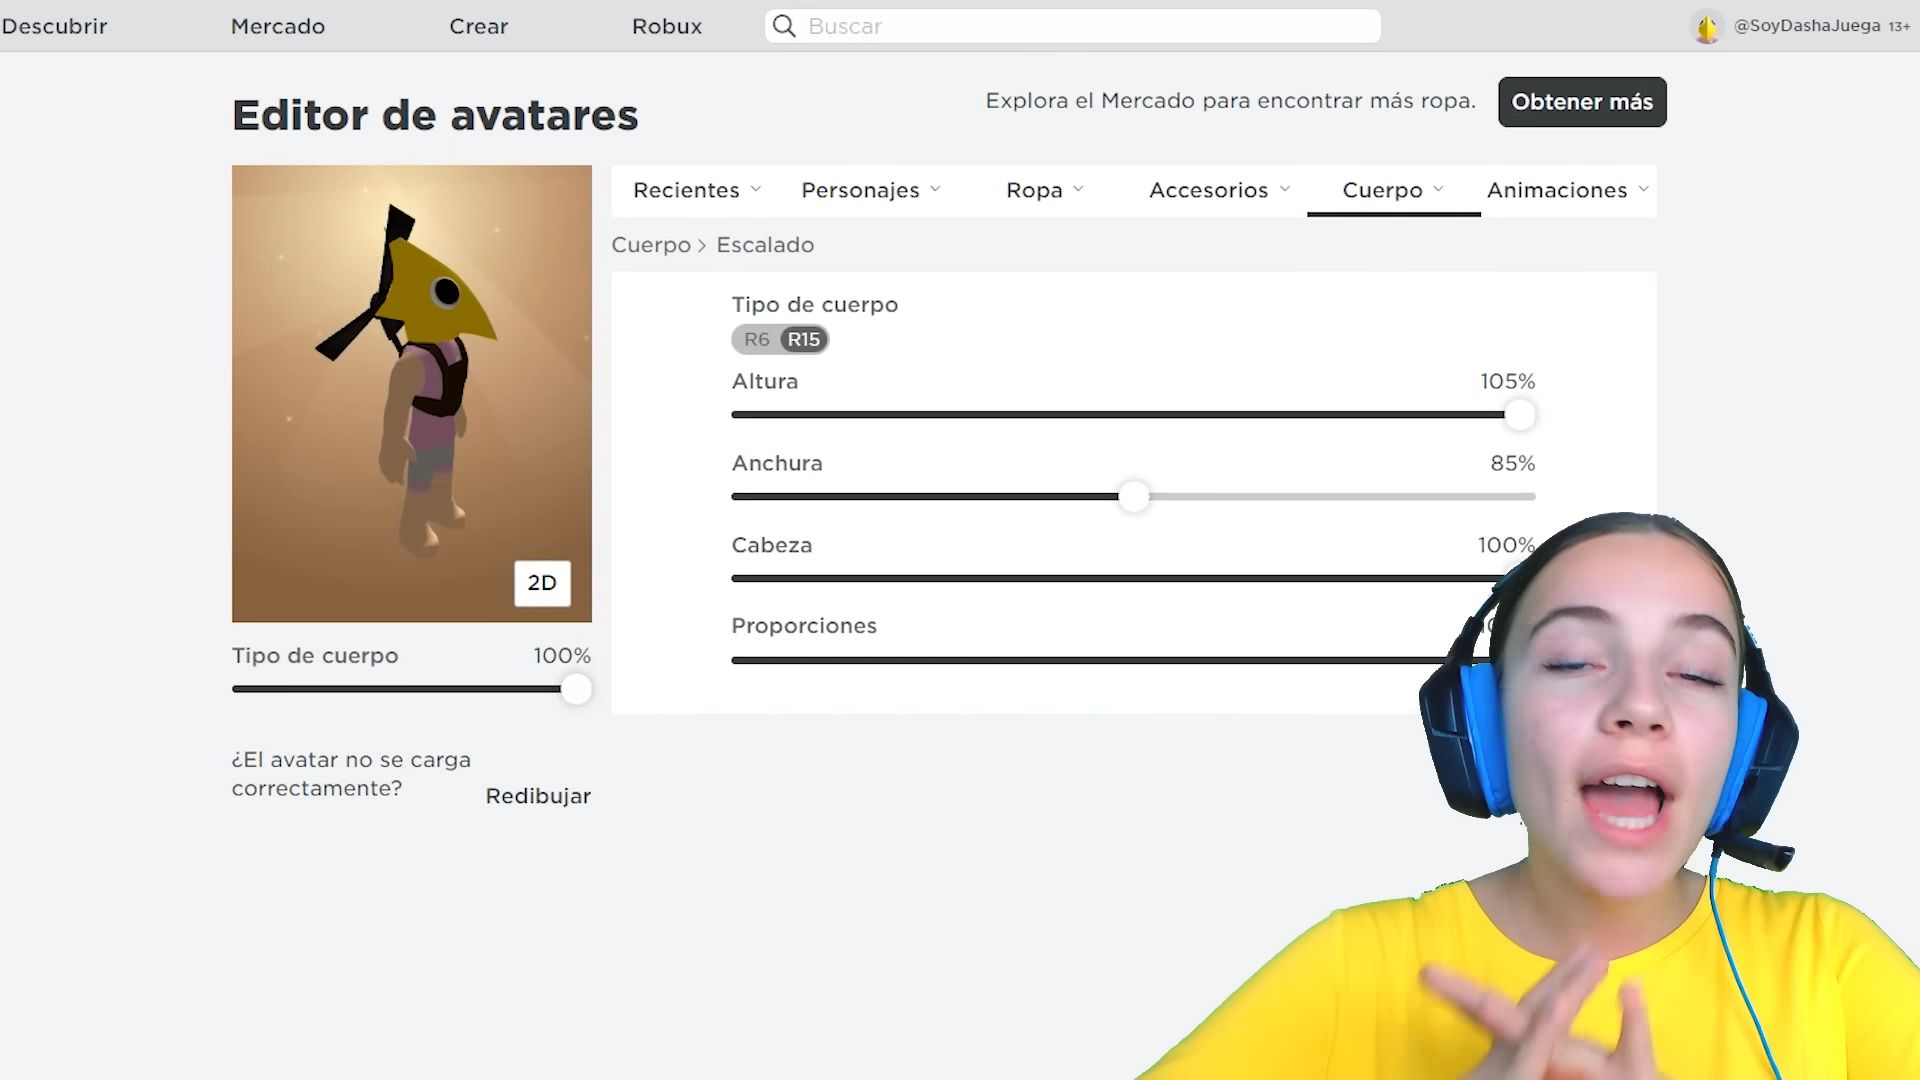 Descubrir
Mercado
Crear
Robux
Buscar
@SoyDashaJuega 13+
Editor de avatares
Explora el Mercado para encontrar más ropa.
Obtener más
Recientes
Personajes
Ropa
Accesorios
Cuerpo
Animaciones
Cuerpo > Escalado
Tipo de cuerpo
R6 R15
Altura 105%
Anchura 85%
Cabeza 100%
Proporciones
2D
Tipo de cuerpo 100%
¿El avatar no se carga
correctamente?
Redibujar